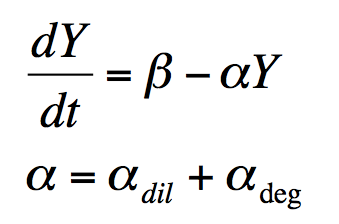 dY/dt = β − αY
α = α_dil + α_deg